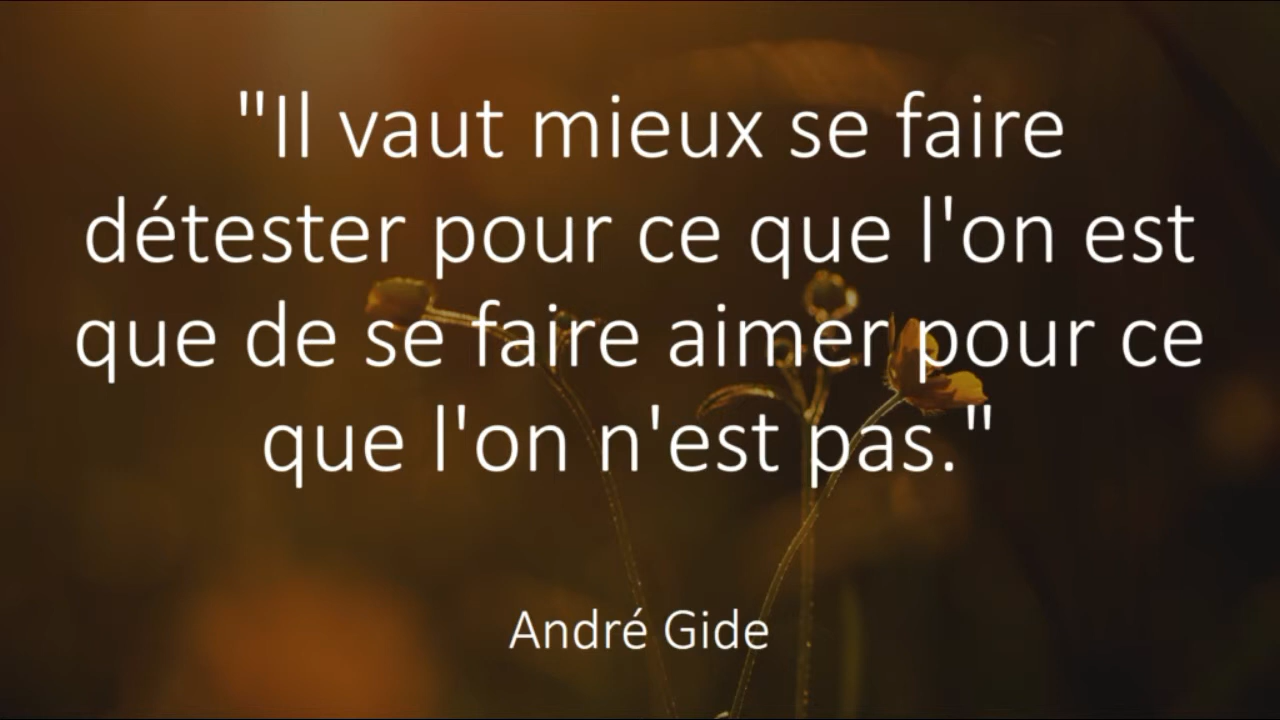 "Il vaut mieux se faire
détester pour ce que l'on est
que de se faire aimer pour ce
que l'on n'est pas."
André Gide